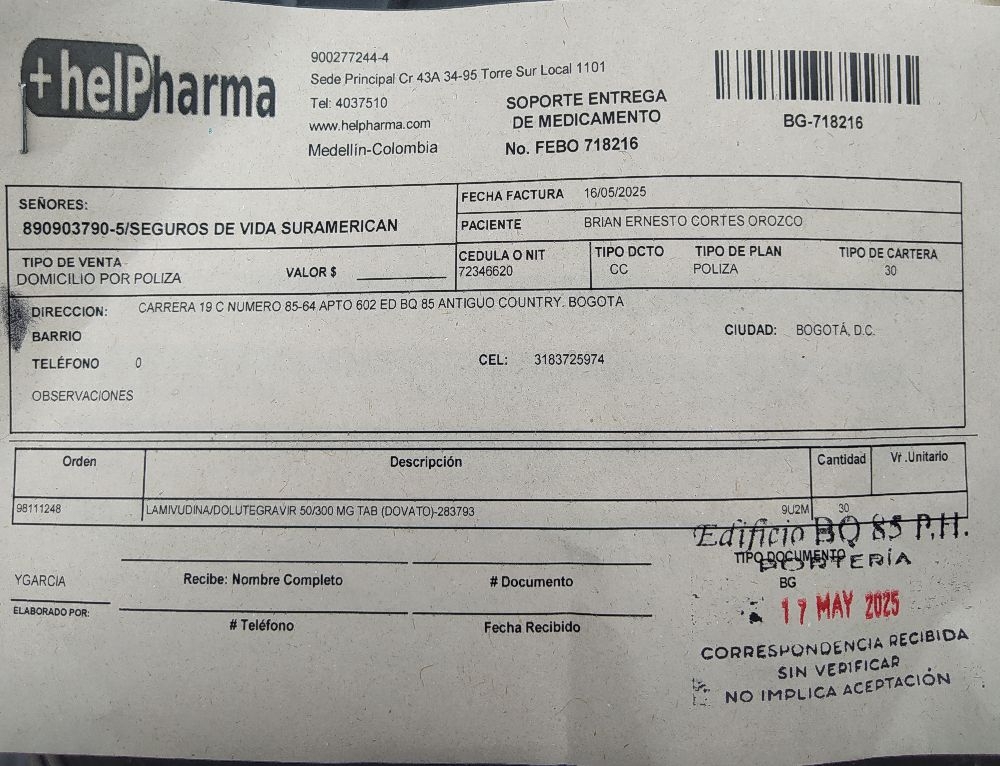 +helPharma
900277244-4
Sede Principal Cr 43A 34-95 Torre Sur Local 1101
Tel: 4037510
www.helpharma.com
Medellín-Colombia
SOPORTE ENTREGA
DE MEDICAMENTO
No. FEBO 718216
BG-718216
SEÑORES:
890903790-5/SEGUROS DE VIDA SURAMERICAN
FECHA FACTURA 16/05/2025
PACIENTE BRIAN ERNESTO CORTES OROZCO
TIPO DE VENTA
DOMICILIO POR POLIZA
VALOR $
CEDULA O NIT
72346620
TIPO DCTO
CC
TIPO DE PLAN
POLIZA
TIPO DE CARTERA
30
DIRECCION: CARRERA 19 C NUMERO 85-64 APTO 602 ED BQ 85 ANTIGUO COUNTRY. BOGOTA
BARRIO
CIUDAD: BOGOTÁ, D.C.
TELÉFONO 0
CEL: 3183725974
OBSERVACIONES
Orden Descripción Cantidad Vr .Unitario
98111248 LAMIVUDINA/DOLUTEGRAVIR 50/300 MG TAB (DOVATO)-283793 9U2M 30
Edificio BQ 85 P.H.
TIPO DOCUMENTO
PORTERÍA
BG
17 MAY 2025
CORRESPONDENCIA RECIBIDA
SIN VERIFICAR
NO IMPLICA ACEPTACIÓN
YGARCIA
ELABORADO POR:
Recibe: Nombre Completo
# Documento
# Teléfono
Fecha Recibido